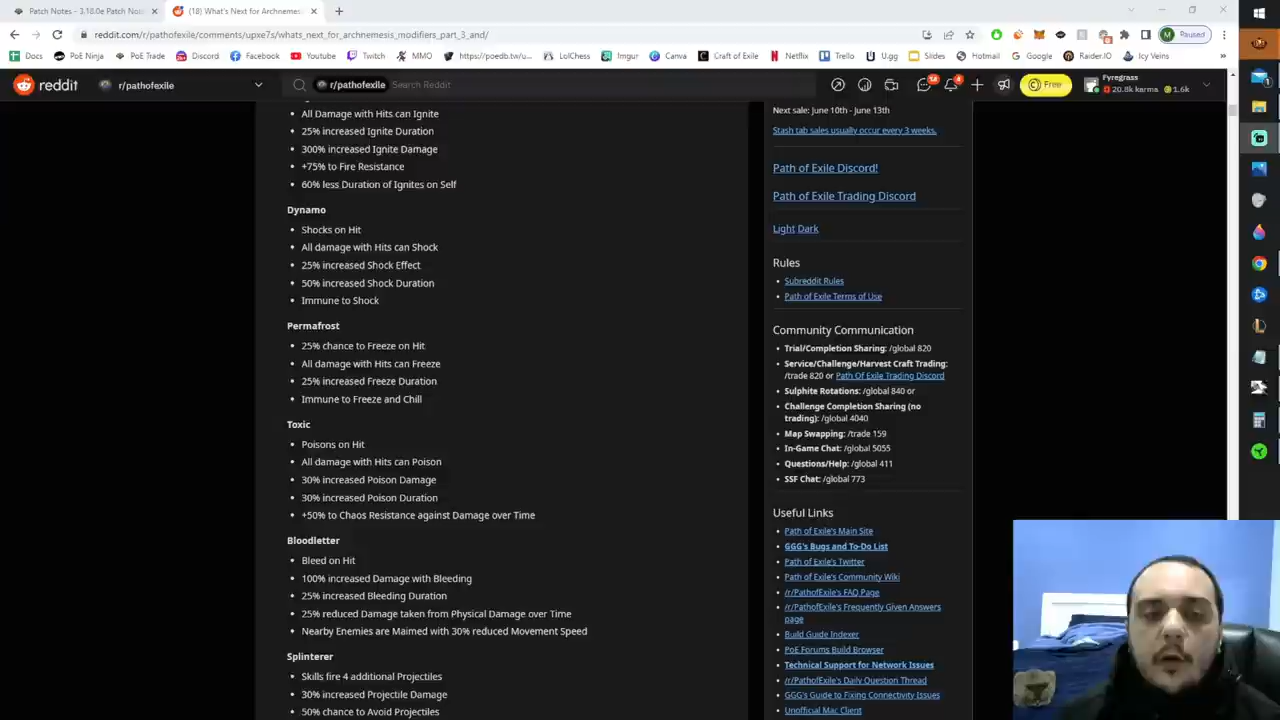 Patch Notes - 3.18.0e Patch Not
(18) What's Next for Archnemes
reddit.com/r/pathofexile/comments/upxe7s/whats_next_for_archnemesis_modifiers_part_3_and/
Paused
Docs
PoE Ninja
PoE Trade
Discord
Facebook
Youtube
Twitch
MMO
https://poedb.tw/u...
LolChess
Imgur
Canva
Craft of Exile
Netflix
Trello
U.gg
Slides
Hotmail
Google
Raider.IO
Icy Veins
reddit
r/pathofexile
r/pathofexile
Search Reddit
Free
Fyregrass
20.8k karma
1.6k
All Damage with Hits can Ignite
25% increased Ignite Duration
300% increased Ignite Damage
+75% to Fire Resistance
60% less Duration of Ignites on Self
Dynamo
Shocks on Hit
All damage with Hits can Shock
25% increased Shock Effect
50% increased Shock Duration
Immune to Shock
Permafrost
25% chance to Freeze on Hit
All damage with Hits can Freeze
25% increased Freeze Duration
Immune to Freeze and Chill
Toxic
Poisons on Hit
All damage with Hits can Poison
30% increased Poison Damage
30% increased Poison Duration
+50% to Chaos Resistance against Damage over Time
Bloodletter
Bleed on Hit
100% increased Damage with Bleeding
25% increased Bleeding Duration
25% reduced Damage taken from Physical Damage over Time
Nearby Enemies are Maimed with 30% reduced Movement Speed
Splinterer
Skills fire 4 additional Projectiles
30% increased Projectile Damage
50% chance to Avoid Projectiles
Next sale: June 10th - June 13th
Stash tab sales usually occur every 3 weeks.
Path of Exile Discord!
Path of Exile Trading Discord
Light Dark
Rules
Subreddit Rules
Path of Exile Terms of Use
Community Communication
Trial/Completion Sharing: /global 820
Service/Challenge/Harvest Craft Trading:
/trade 820 or Path Of Exile Trading Discord
Sulphite Rotations: /global 840 or
Challenge Completion Sharing (no
trading): /global 4040
Map Swapping: /trade 159
In-Game Chat: /global 5055
Questions/Help: /global 411
SSF Chat: /global 773
Useful Links
Path of Exile's Main Site
GGG's Bugs and To-Do List
Path of Exile's Twitter
Path of Exile's Community Wiki
/r/PathofExile's FAQ Page
/r/PathofExile's Frequently Given Answers
page
Build Guide Indexer
PoE Forums Build Browser
Technical Support for Network Issues
/r/PathofExile's Daily Question Thread
GGG's Guide to Fixing Connectivity Issues
Unofficial Mac Client